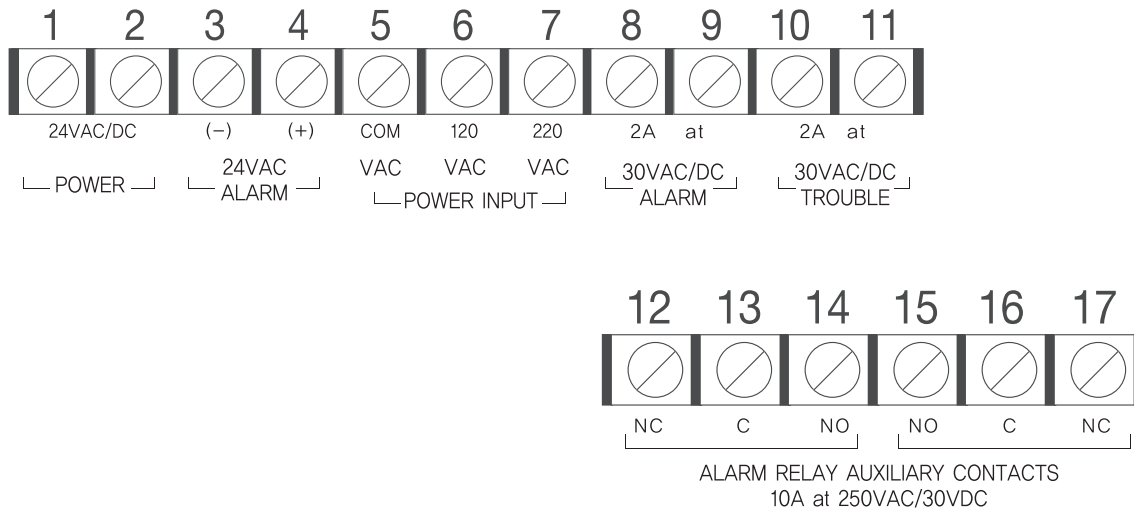 1 2 3 4 5 6 7 8 9 10 11
24VAC/DC (-) (+) COM 120 220 2A at 2A at
24VAC VAC VAC VAC 30VAC/DC 30VAC/DC
POWER ALARM POWER INPUT ALARM TROUBLE
12 13 14 15 16 17
NC C NO NO C NC
ALARM RELAY AUXILIARY CONTACTS
10A at 250VAC/30VDC